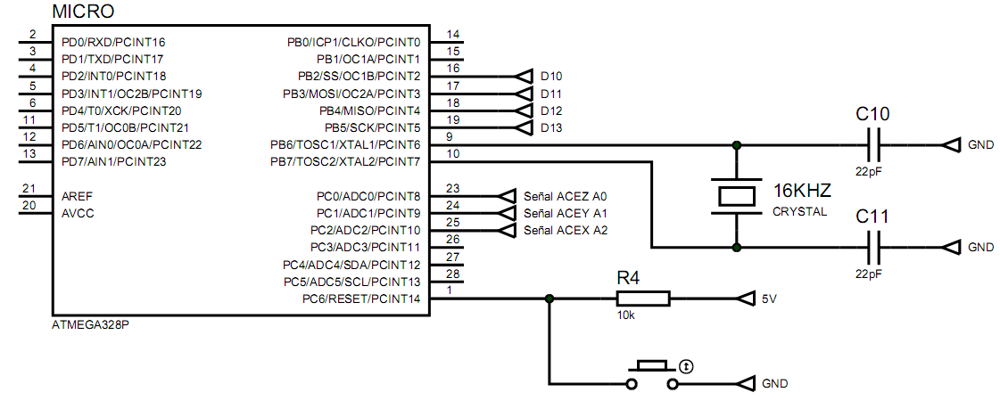 MICRO
2 PD0/RXD/PCINT16 PB0/ICP1/CLKO/PCINT0 14
3 PD1/TXD/PCINT17 PB1/OC1A/PCINT1 15
4 PD2/INT0/PCINT18 PB2/SS/OC1B/PCINT2 16 D10
5 PD3/INT1/OC2B/PCINT19 PB3/MOSI/OC2A/PCINT3 17 D11
6 PD4/T0/XCK/PCINT20 PB4/MISO/PCINT4 18 D12
11 PD5/T1/OC0B/PCINT21 PB5/SCK/PCINT5 19 D13
12 PD6/AIN0/OC0A/PCINT22 PB6/TOSC1/XTAL1/PCINT6 9
13 PD7/AIN1/PCINT23 PB7/TOSC2/XTAL2/PCINT7 10
C10
22pF
GND
16KHZ
CRYSTAL
C11
22pF
GND
21 AREF PC0/ADC0/PCINT8 23 Señal ACEZ A0
20 AVCC PC1/ADC1/PCINT9 24 Señal ACEY A1
PC2/ADC2/PCINT10 25 Señal ACEX A2
PC3/ADC3/PCINT11 26
PC4/ADC4/SDA/PCINT12 27
PC5/ADC5/SCL/PCINT13 28
PC6/RESET/PCINT14 1
R4
10k
5V
ATMEGA328P
GND